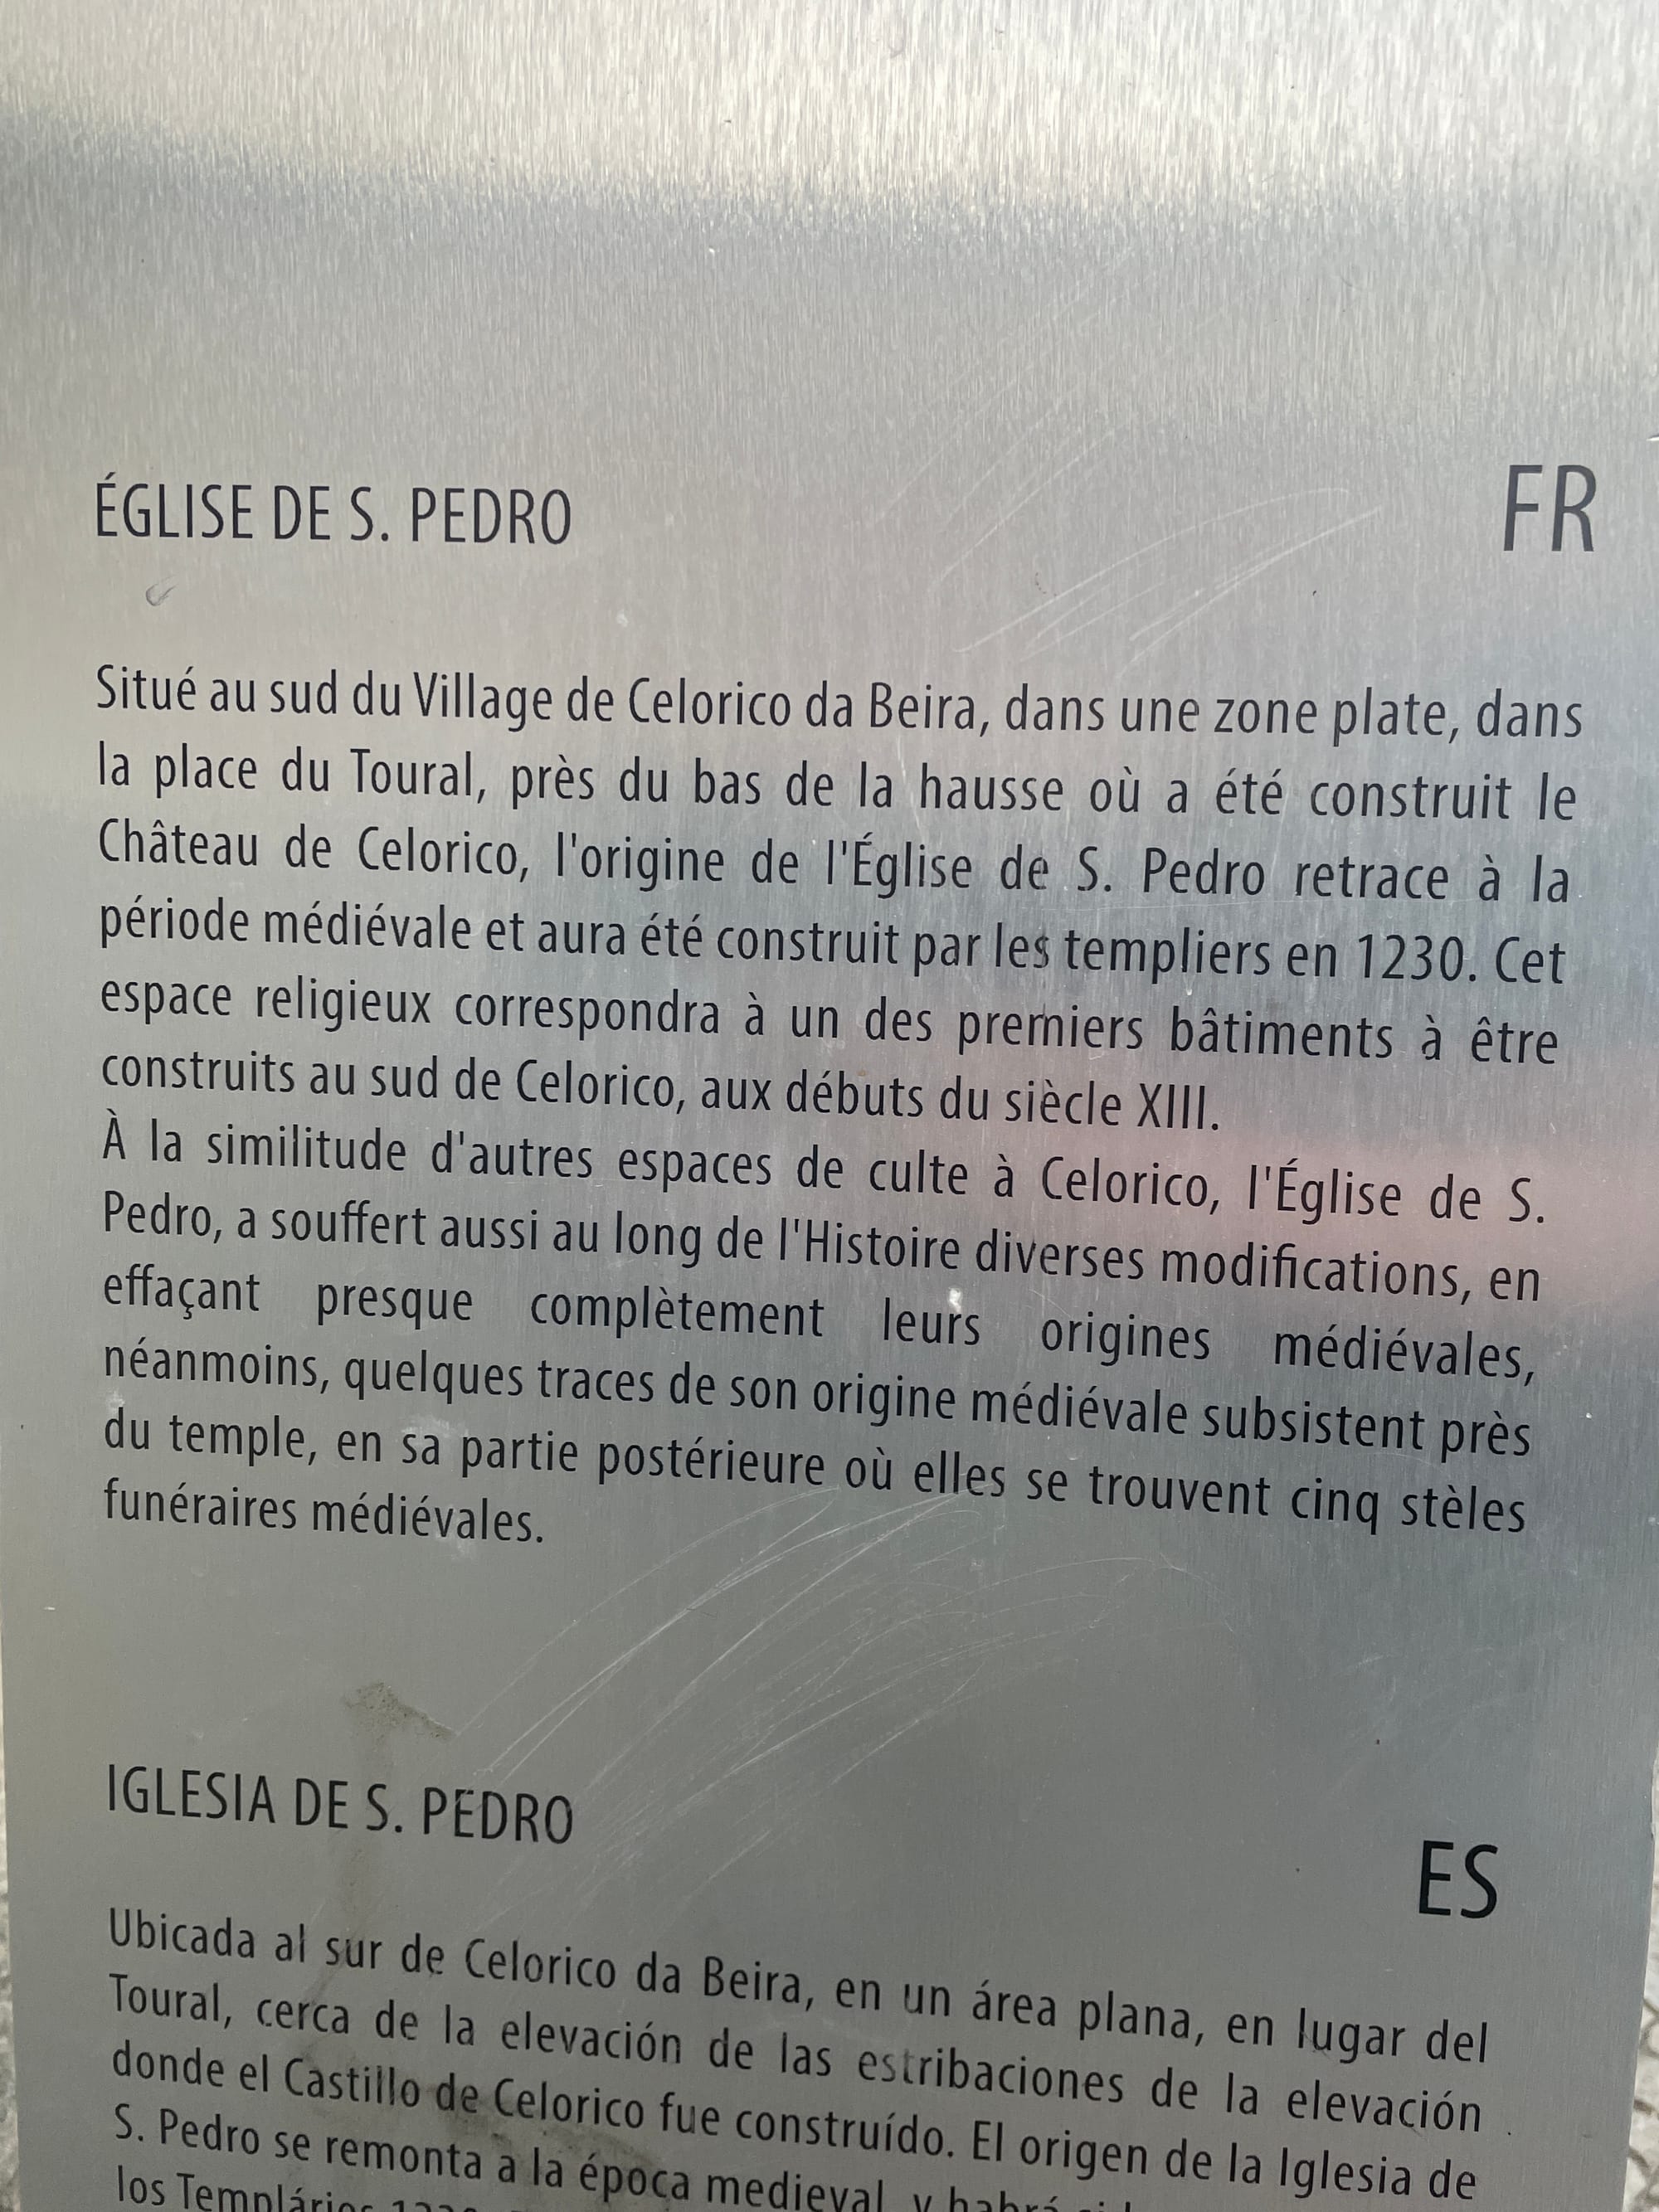 ÉGLISE DE S. PEDRO
FR
Situé au sud du Village de Celorico da Beira, dans une zone plate, dans
la place du Toural, près du bas de la hausse où a été construit le
Château de Celorico, l'origine de l'Église de S. Pedro retrace à la
période médiévale et aura été construit par les templiers en 1230. Cet
espace religieux correspondra à un des premiers bâtiments à être
construits au sud de Celorico, aux débuts du siècle XIII.
À la similitude d'autres espaces de culte à Celorico, l'Église de S.
Pedro, a souffert aussi au long de l'Histoire diverses modifications, en
effaçant presque complètement leurs origines médiévales,
néanmoins, quelques traces de son origine médiévale subsistent près
du temple, en sa partie postérieure où elles se trouvent cinq stèles
funéraires médiévales.
IGLESIA DE S. PEDRO
ES
Ubicada al sur de Celorico da Beira, en un área plana, en lugar del
Toural, cerca de la elevación de las estribaciones de la elevación
donde el Castillo de Celorico fue construído. El origen de la Iglesia de
S. Pedro se remonta a la época medieval, y habrá
los Templários